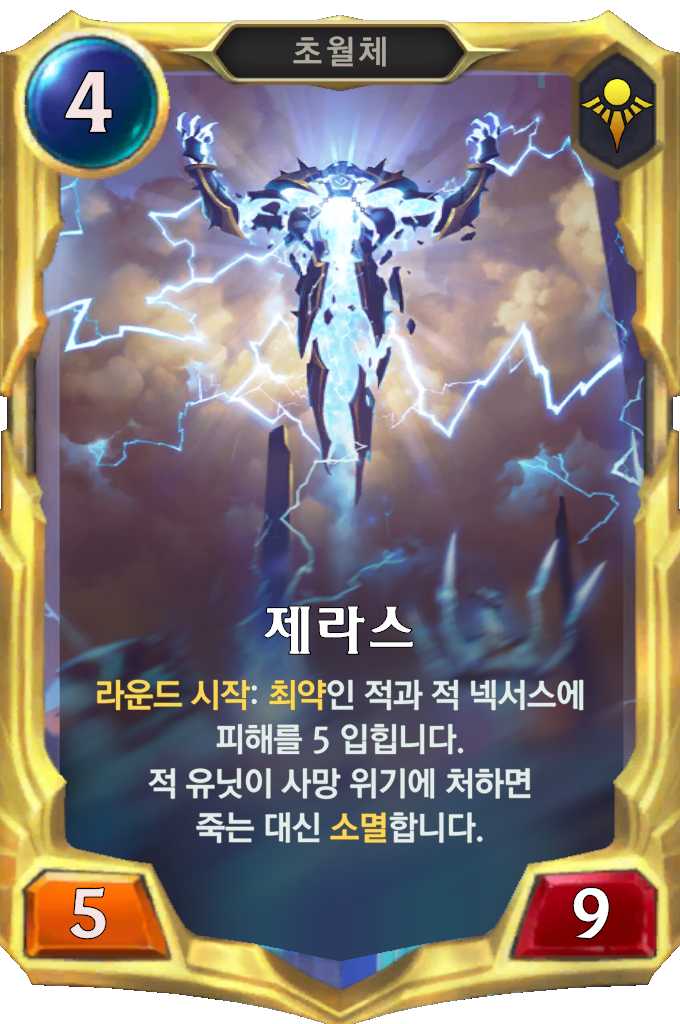 초월체
4
제라스
라운드 시작: 최약인 적과 적 넥서스에
피해를 5 입힙니다.
적 유닛이 사망 위기에 처하면
죽는 대신 소멸합니다.
5
9